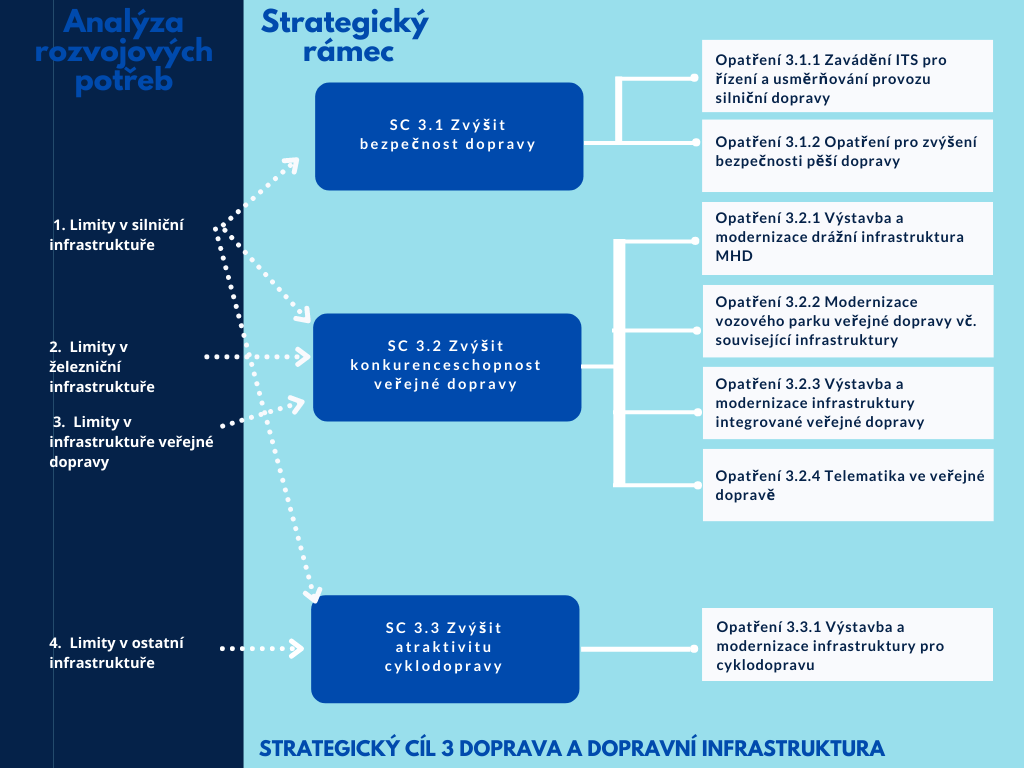 Analýza
rozvojových
potřeb
1. Limity v silniční
infrastruktuře
2.  Limity v
železniční
infrastruktuře
3.  Limity v
infrastruktuře veřejné
dopravy
4.  Limity v ostatní
infrastruktuře
Strategický
rámec
SC 3.1 Zvýšit
bezpečnost dopravy
SC 3.2 Zvýšit
konkurenceschopnost
veřejné dopravy
SC 3.3 Zvýšit
atraktivitu
cyklodopravy
Opatření 3.1.1 Zavádění ITS pro
řízení a usměrňování provozu
silniční dopravy
Opatření 3.1.2 Opatření pro zvýšení
bezpečnosti pěší dopravy
Opatření 3.2.1 Výstavba a
modernizace drážní infrastruktura
MHD
Opatření 3.2.2 Modernizace
vozového parku veřejné dopravy vč.
související infrastruktury
Opatření 3.2.3 Výstavba a
modernizace infrastruktury
integrované veřejné dopravy
Opatření 3.2.4 Telematika ve veřejné
dopravě
Opatření 3.3.1 Výstavba a
modernizace infrastruktury pro
cyklodopravu
STRATEGICKÝ CÍL 3 DOPRAVA A DOPRAVNÍ INFRASTRUKTURA